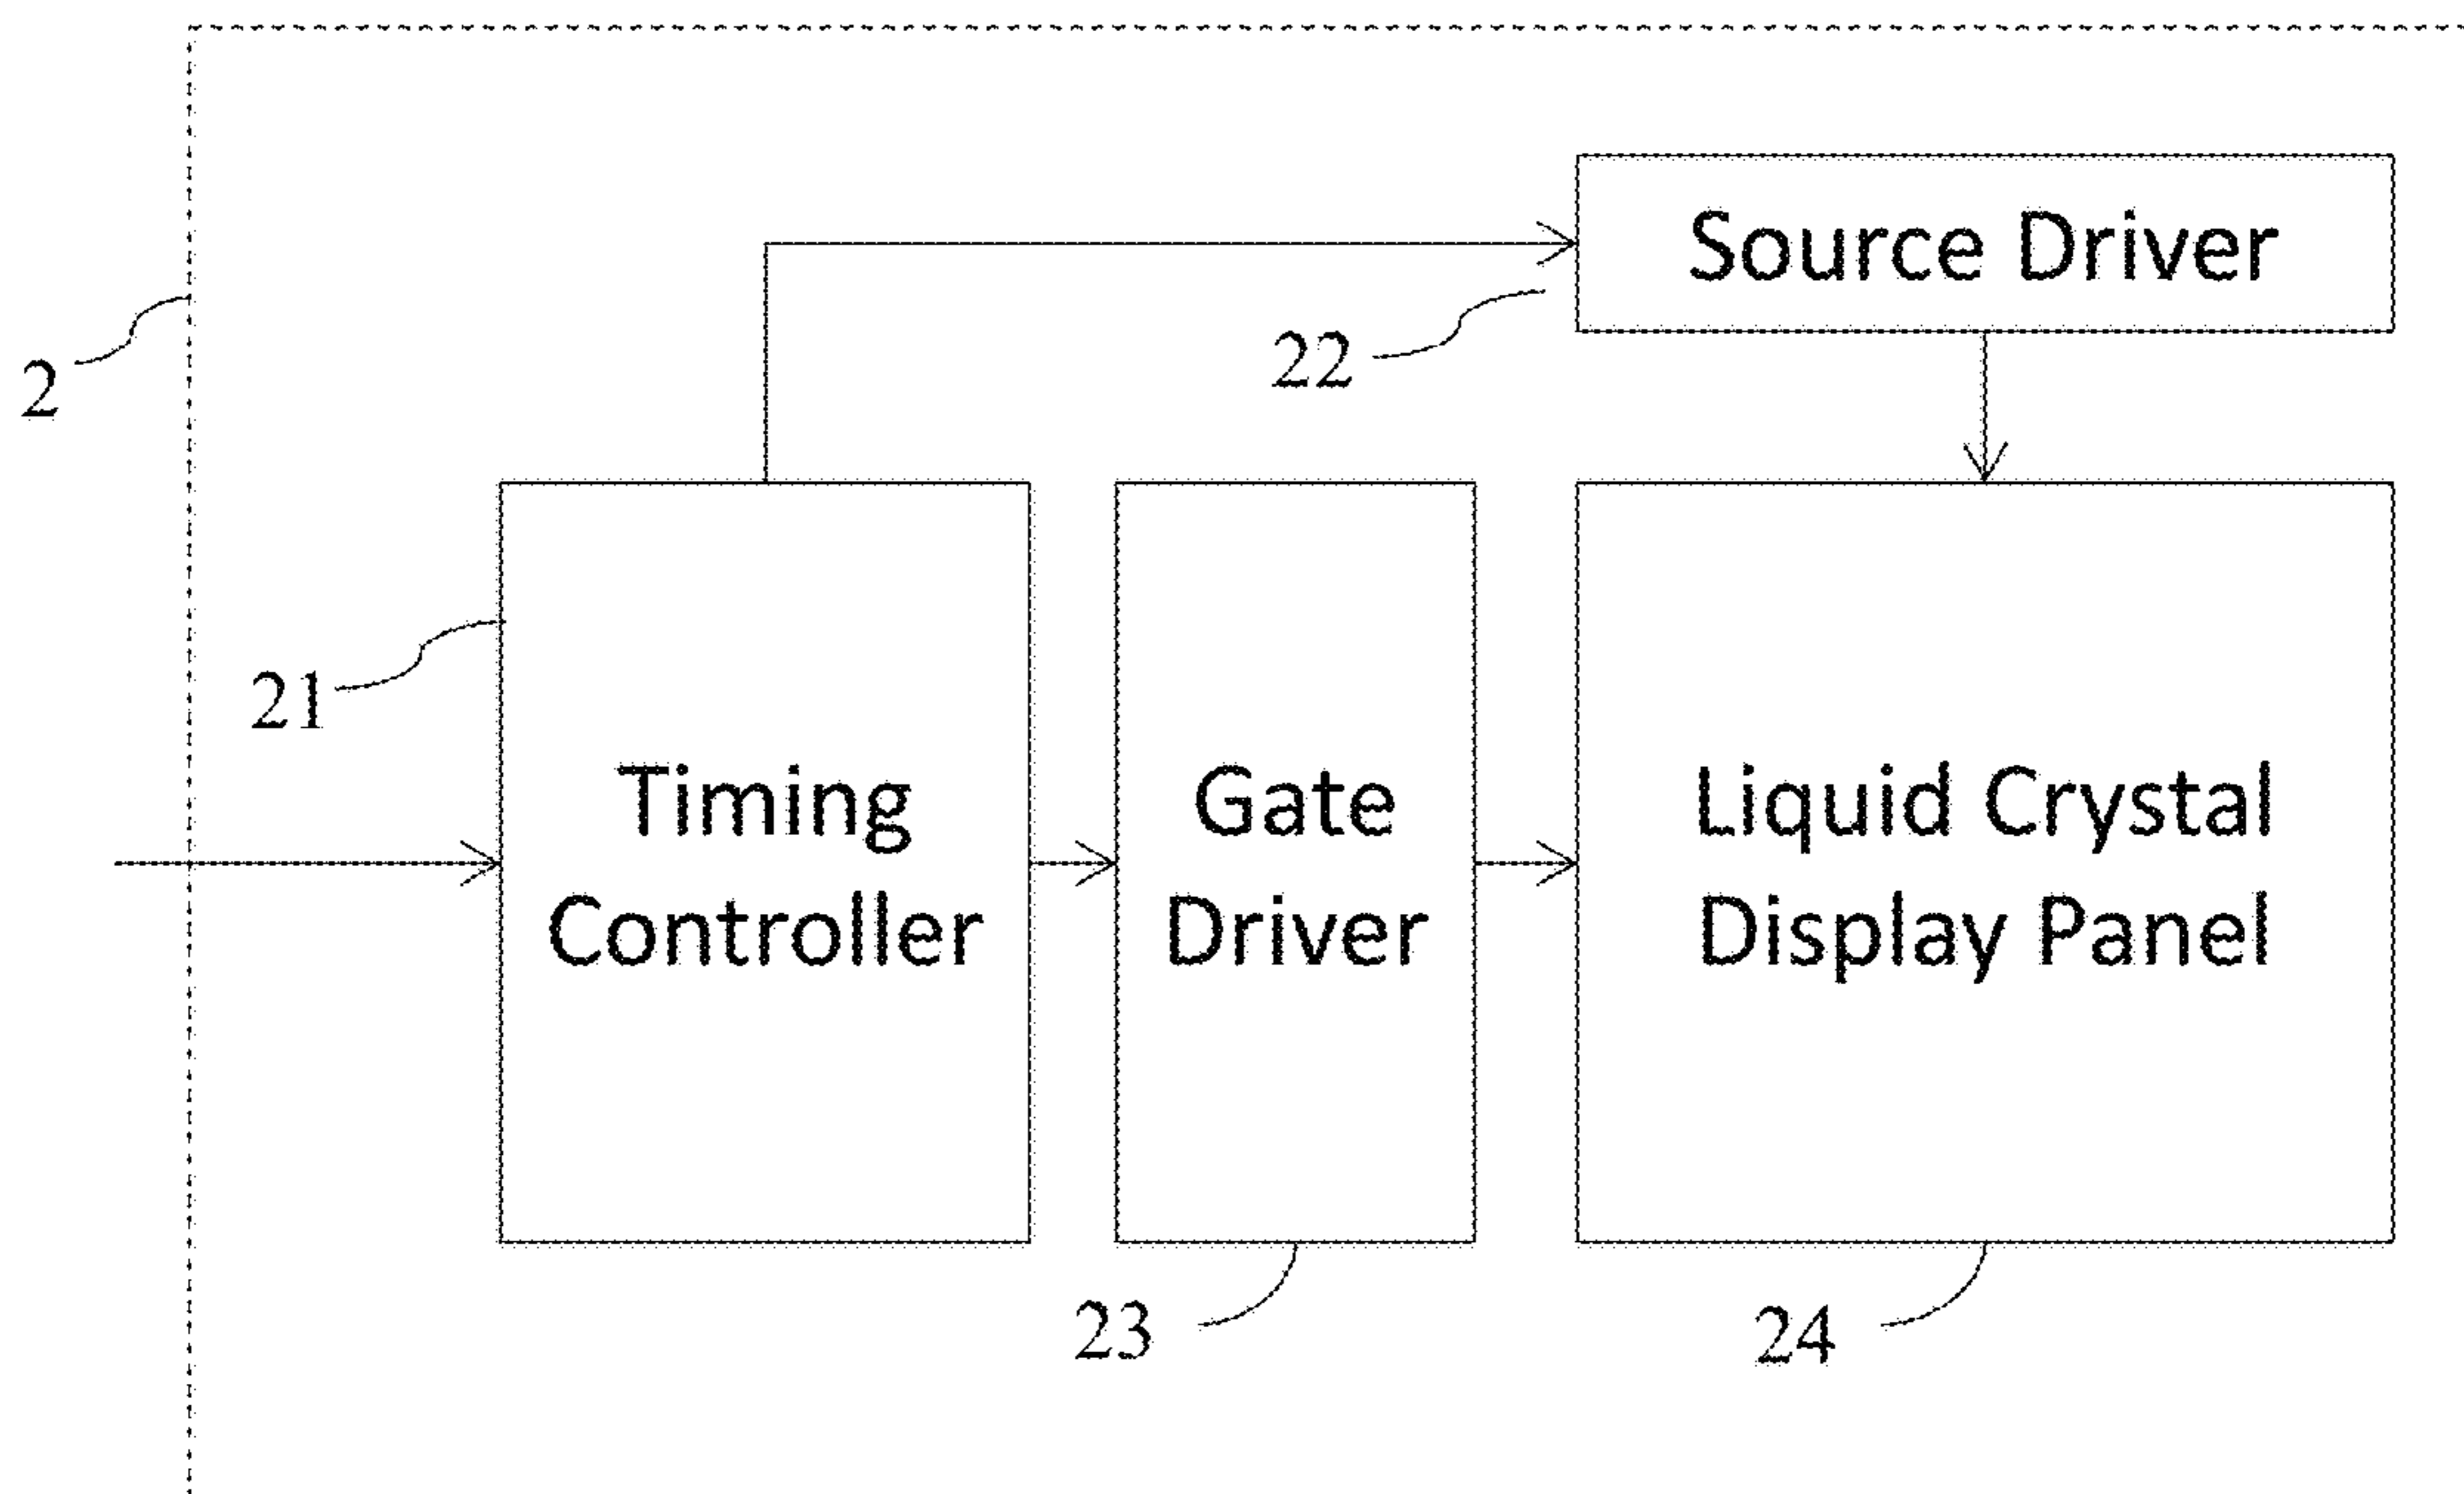 Source Driver
22
2
21
Timing
Controller
Gate
Driver
Liquid Crystal
Display Panel
23
24